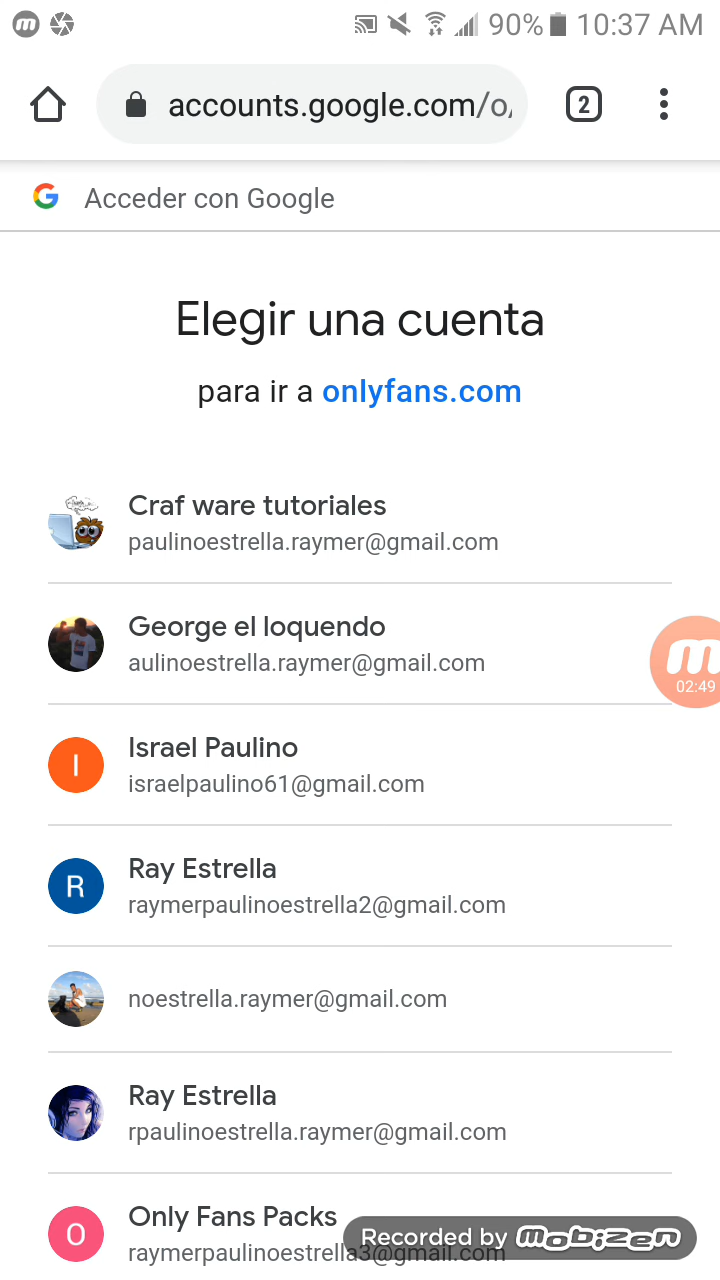 90% 10:37 AM
accounts.google.com/o/
2
Acceder con Google
Elegir una cuenta
para ir a onlyfans.com
Craf ware tutoriales
paulinoestrella.raymer@gmail.com
George el loquendo
aulinoestrella.raymer@gmail.com
m
02:49
I
Israel Paulino
israelpaulino61@gmail.com
R
Ray Estrella
raymerpaulinoestrella2@gmail.com
noestrella.raymer@gmail.com
Ray Estrella
rpaulinoestrella.raymer@gmail.com
O
Only Fans Packs
raymerpaulinoestrella3@gmail.com
Recorded by mobizen